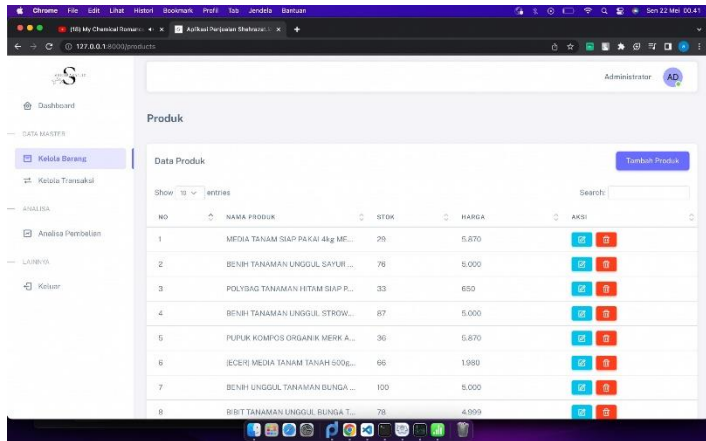 Chrome File Edit Lihat Histori Bookmark Profil Tab Jendela Bantuan
Sen 22 Mei 00.41
(16) My Chemical Romance
Aplikasi Penjualan Shehrazat
127.0.0.1:8000/products
S
Administrator AD
Dashboard
Produk
DATA MASTER
Kelola Barang
Data Produk Tambah Produk
Kelola Transaksi
Show 10 entries Search:
ANALISA
NO NAMA PRODUK STOK HARGA AKSI
Analisa Pembelian
1 MEDIA TANAM SIAP PAKAI 4kg ME... 29 5.870
LAINNYA
2 BENIH TANAMAN UNGGUL SAYUR ... 76 5.000
Keluar
3 POLYBAG TANAMAN HITAM SIAP P... 33 650
4 BENIH TANAMAN UNGGUL STROW... 87 5.000
5 PUPUK KOMPOS ORGANIK MERK A... 36 5.870
6 (ECER) MEDIA TANAM TANAH 500g... 66 1.980
7 BENIH UNGGUL TANAMAN BUNGA ... 100 5.000
8 BIBIT TANAMAN UNGGUL BUNGA T... 78 4.999